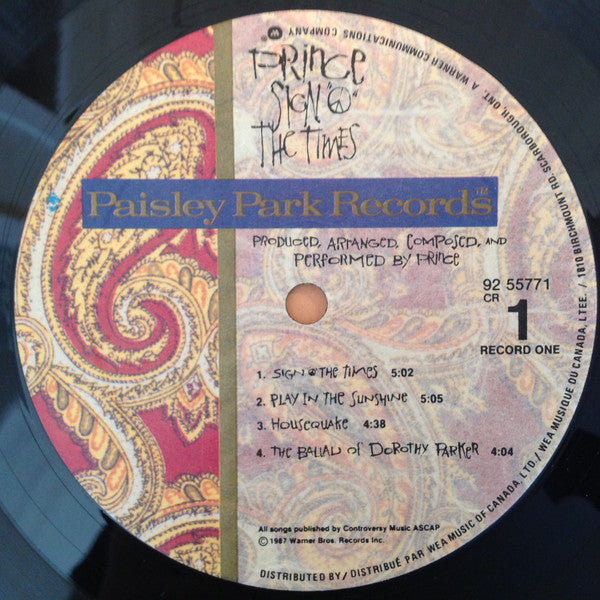 PRINCE
SIGN "☮"
THE TIMES
Paisley Park Records™
PRODUCED, ARRANGED, COMPOSED, AND
PERFORMED BY PRINCE
92 55771
CR
1
RECORD ONE
1. SIGN ☮ THE TIMES 5:02
2. PLAY IN THE SUNSHINE 5:05
3. HOUSEQUAKE 4:38
4. THE BALLAD OF DOROTHY PARKER 4:04
All songs published by Controversy Music ASCAP
©1987 Warner Bros. Records Inc.
DISTRIBUTED BY / DISTRIBUÉ PAR WEA MUSIC OF CANADA, LTD. / WEA MUSIQUE DU CANADA, LTEE. / 1810 BIRCHMOUNT RD. SCARBOROUGH, ONT. A WARNER COMMUNICATIONS COMPANY